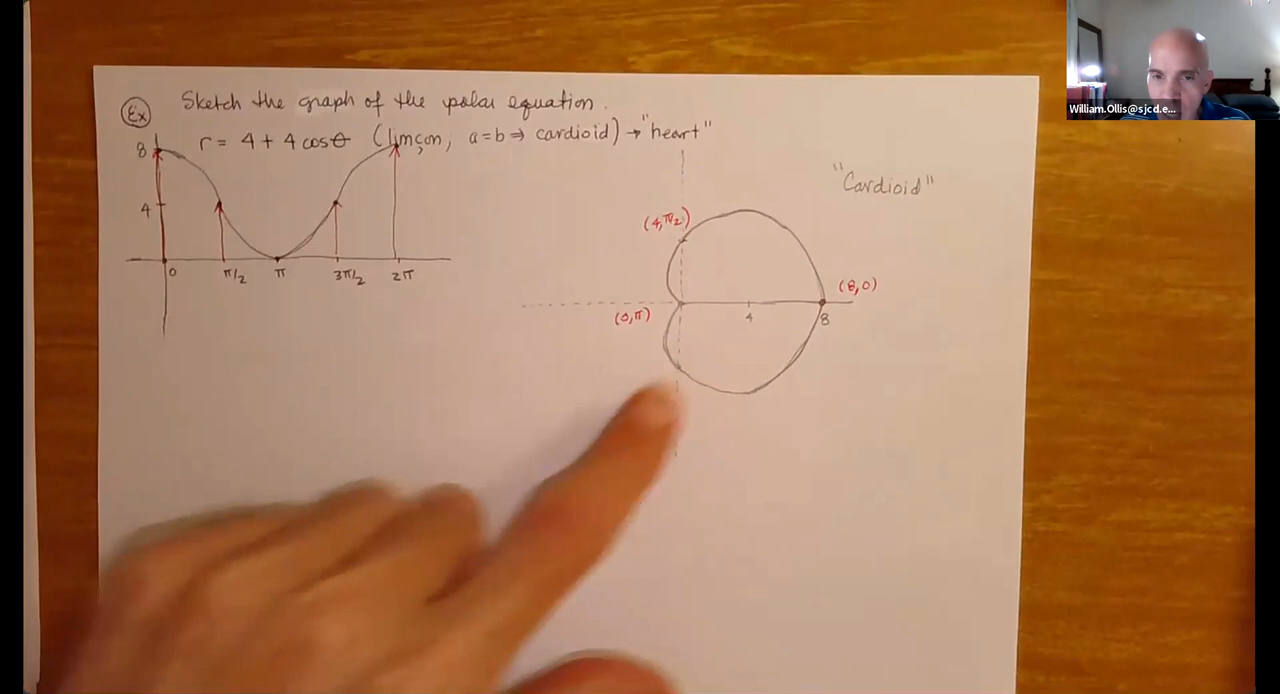 Ex Sketch the graph of the polar equation.
r = 4 + 4 cosθ (limçon, a=b ⇒ cardioid) → "heart"
8
4
0 π/2 π 3π/2 2π
"Cardioid"
(4,π/2)
(8,0)
(0,π)
4 8
William.Ollis@sjcd.e...